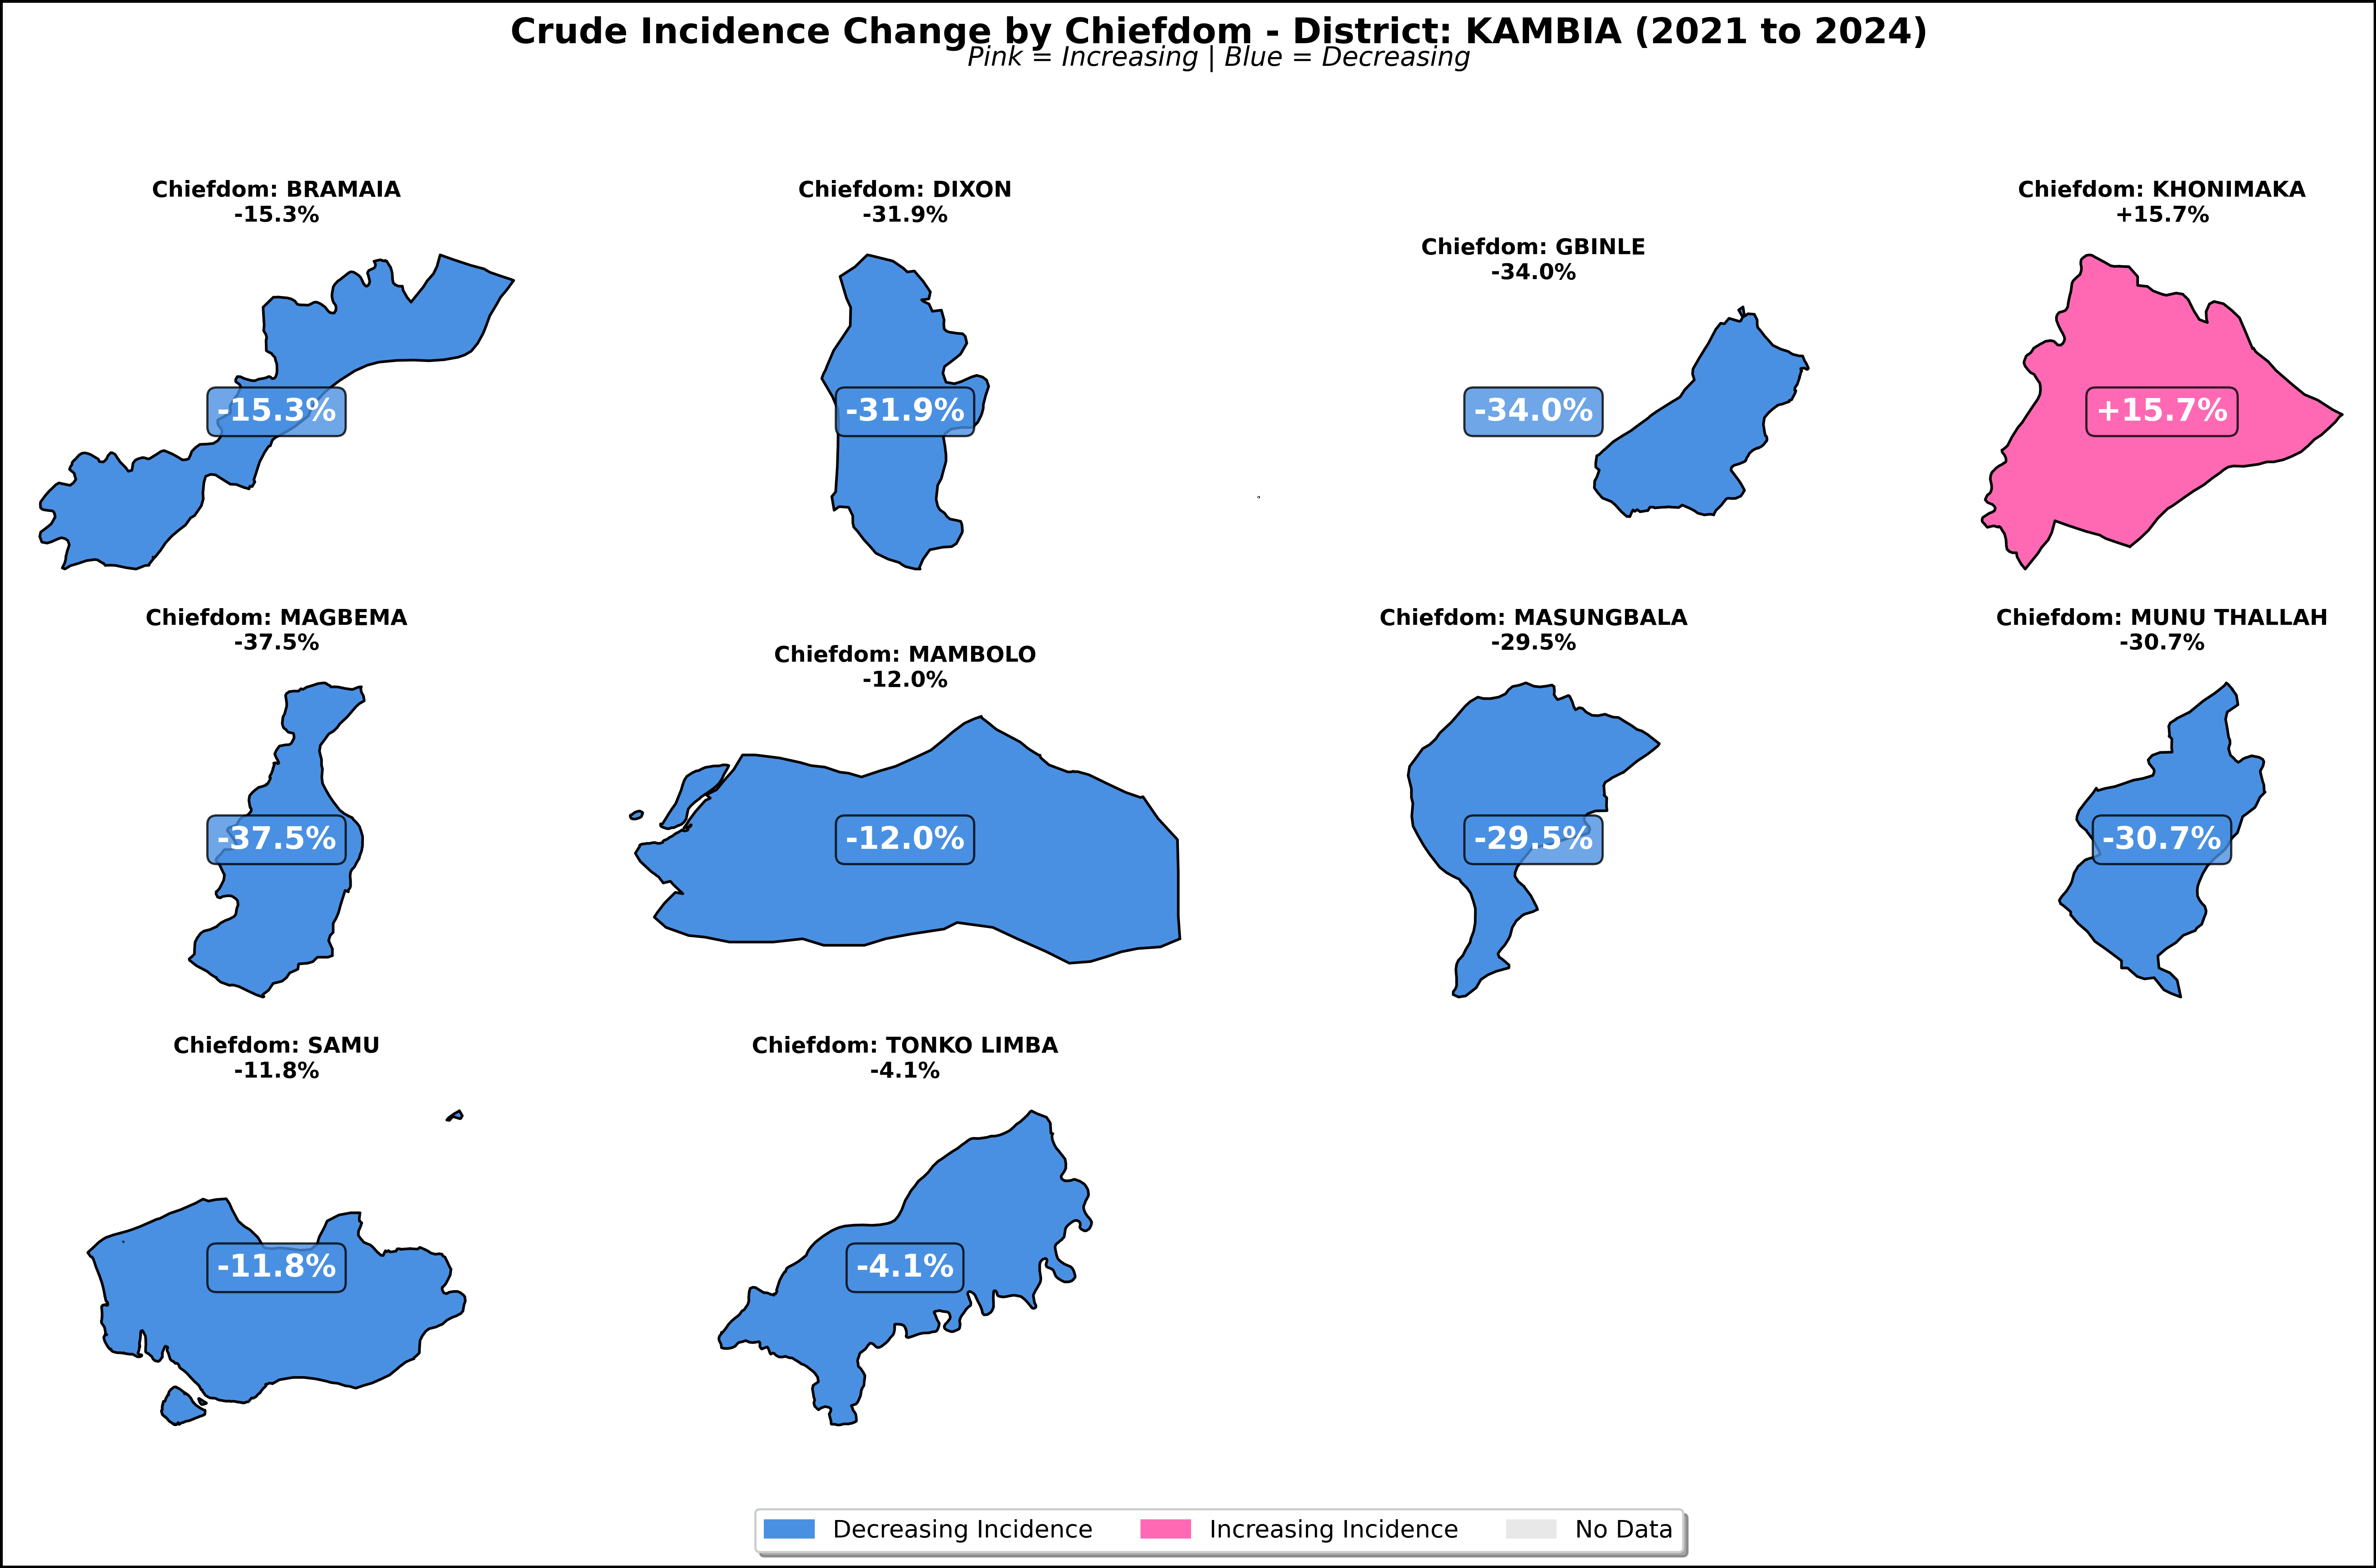 Crude Incidence Change by Chiefdom - District: KAMBIA (2021 to 2024)
Pink = Increasing | Blue = Decreasing
Chiefdom: BRAMAIA
-15.3%
-15.3%
Chiefdom: DIXON
-31.9%
-31.9%
Chiefdom: GBINLE
-34.0%
-34.0%
Chiefdom: KHONIMAKA
+15.7%
+15.7%
Chiefdom: MAGBEMA
-37.5%
-37.5%
Chiefdom: MAMBOLO
-12.0%
-12.0%
Chiefdom: MASUNGBALA
-29.5%
-29.5%
Chiefdom: MUNU THALLAH
-30.7%
-30.7%
Chiefdom: SAMU
-11.8%
-11.8%
Chiefdom: TONKO LIMBA
-4.1%
-4.1%
Decreasing Incidence
Increasing Incidence
No Data